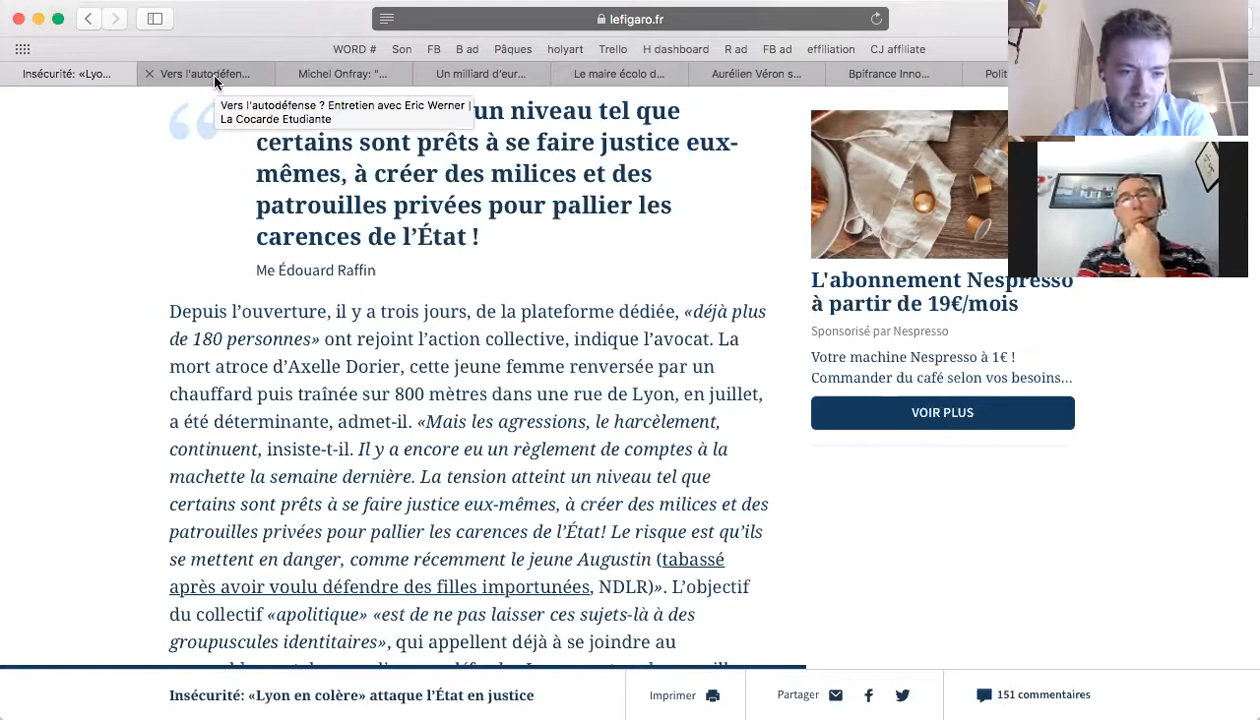 lefigaro.fr
WORD # Son FB B ad Pâques holyart Trello H dashboard R ad FB ad effiliation CJ affiliate
Insécurité: «Lyo... Vers l'autodéfen... Michel Onfray: "... Un milliard d'eur... Le maire écolo d... Aurélien Véron s... Bpifrance Inno... Polit
Vers l'autodéfense ? Entretien avec Eric Werner |
La Cocarde Etudiante
un niveau tel que
certains sont prêts à se faire justice eux-
mêmes, à créer des milices et des
patrouilles privées pour pallier les
carences de l'État !
Me Édouard Raffin
Depuis l'ouverture, il y a trois jours, de la plateforme dédiée, «déjà plus
de 180 personnes» ont rejoint l'action collective, indique l'avocat. La
mort atroce d'Axelle Dorier, cette jeune femme renversée par un
chauffard puis traînée sur 800 mètres dans une rue de Lyon, en juillet,
a été déterminante, admet-il. «Mais les agressions, le harcèlement,
continuent, insiste-t-il. Il y a encore eu un règlement de comptes à la
machette la semaine dernière. La tension atteint un niveau tel que
certains sont prêts à se faire justice eux-mêmes, à créer des milices et des
patrouilles privées pour pallier les carences de l'État! Le risque est qu'ils
se mettent en danger, comme récemment le jeune Augustin (tabassé
après avoir voulu défendre des filles importunées, NDLR)». L'objectif
du collectif «apolitique» «est de ne pas laisser ces sujets-là à des
groupuscules identitaires», qui appellent déjà à se joindre au
L'abonnement Nespresso
à partir de 19€/mois
Sponsorisé par Nespresso
Votre machine Nespresso à 1€ !
Commander du café selon vos besoins...
VOIR PLUS
Insécurité: «Lyon en colère» attaque l'État en justice
Imprimer
Partager
151 commentaires